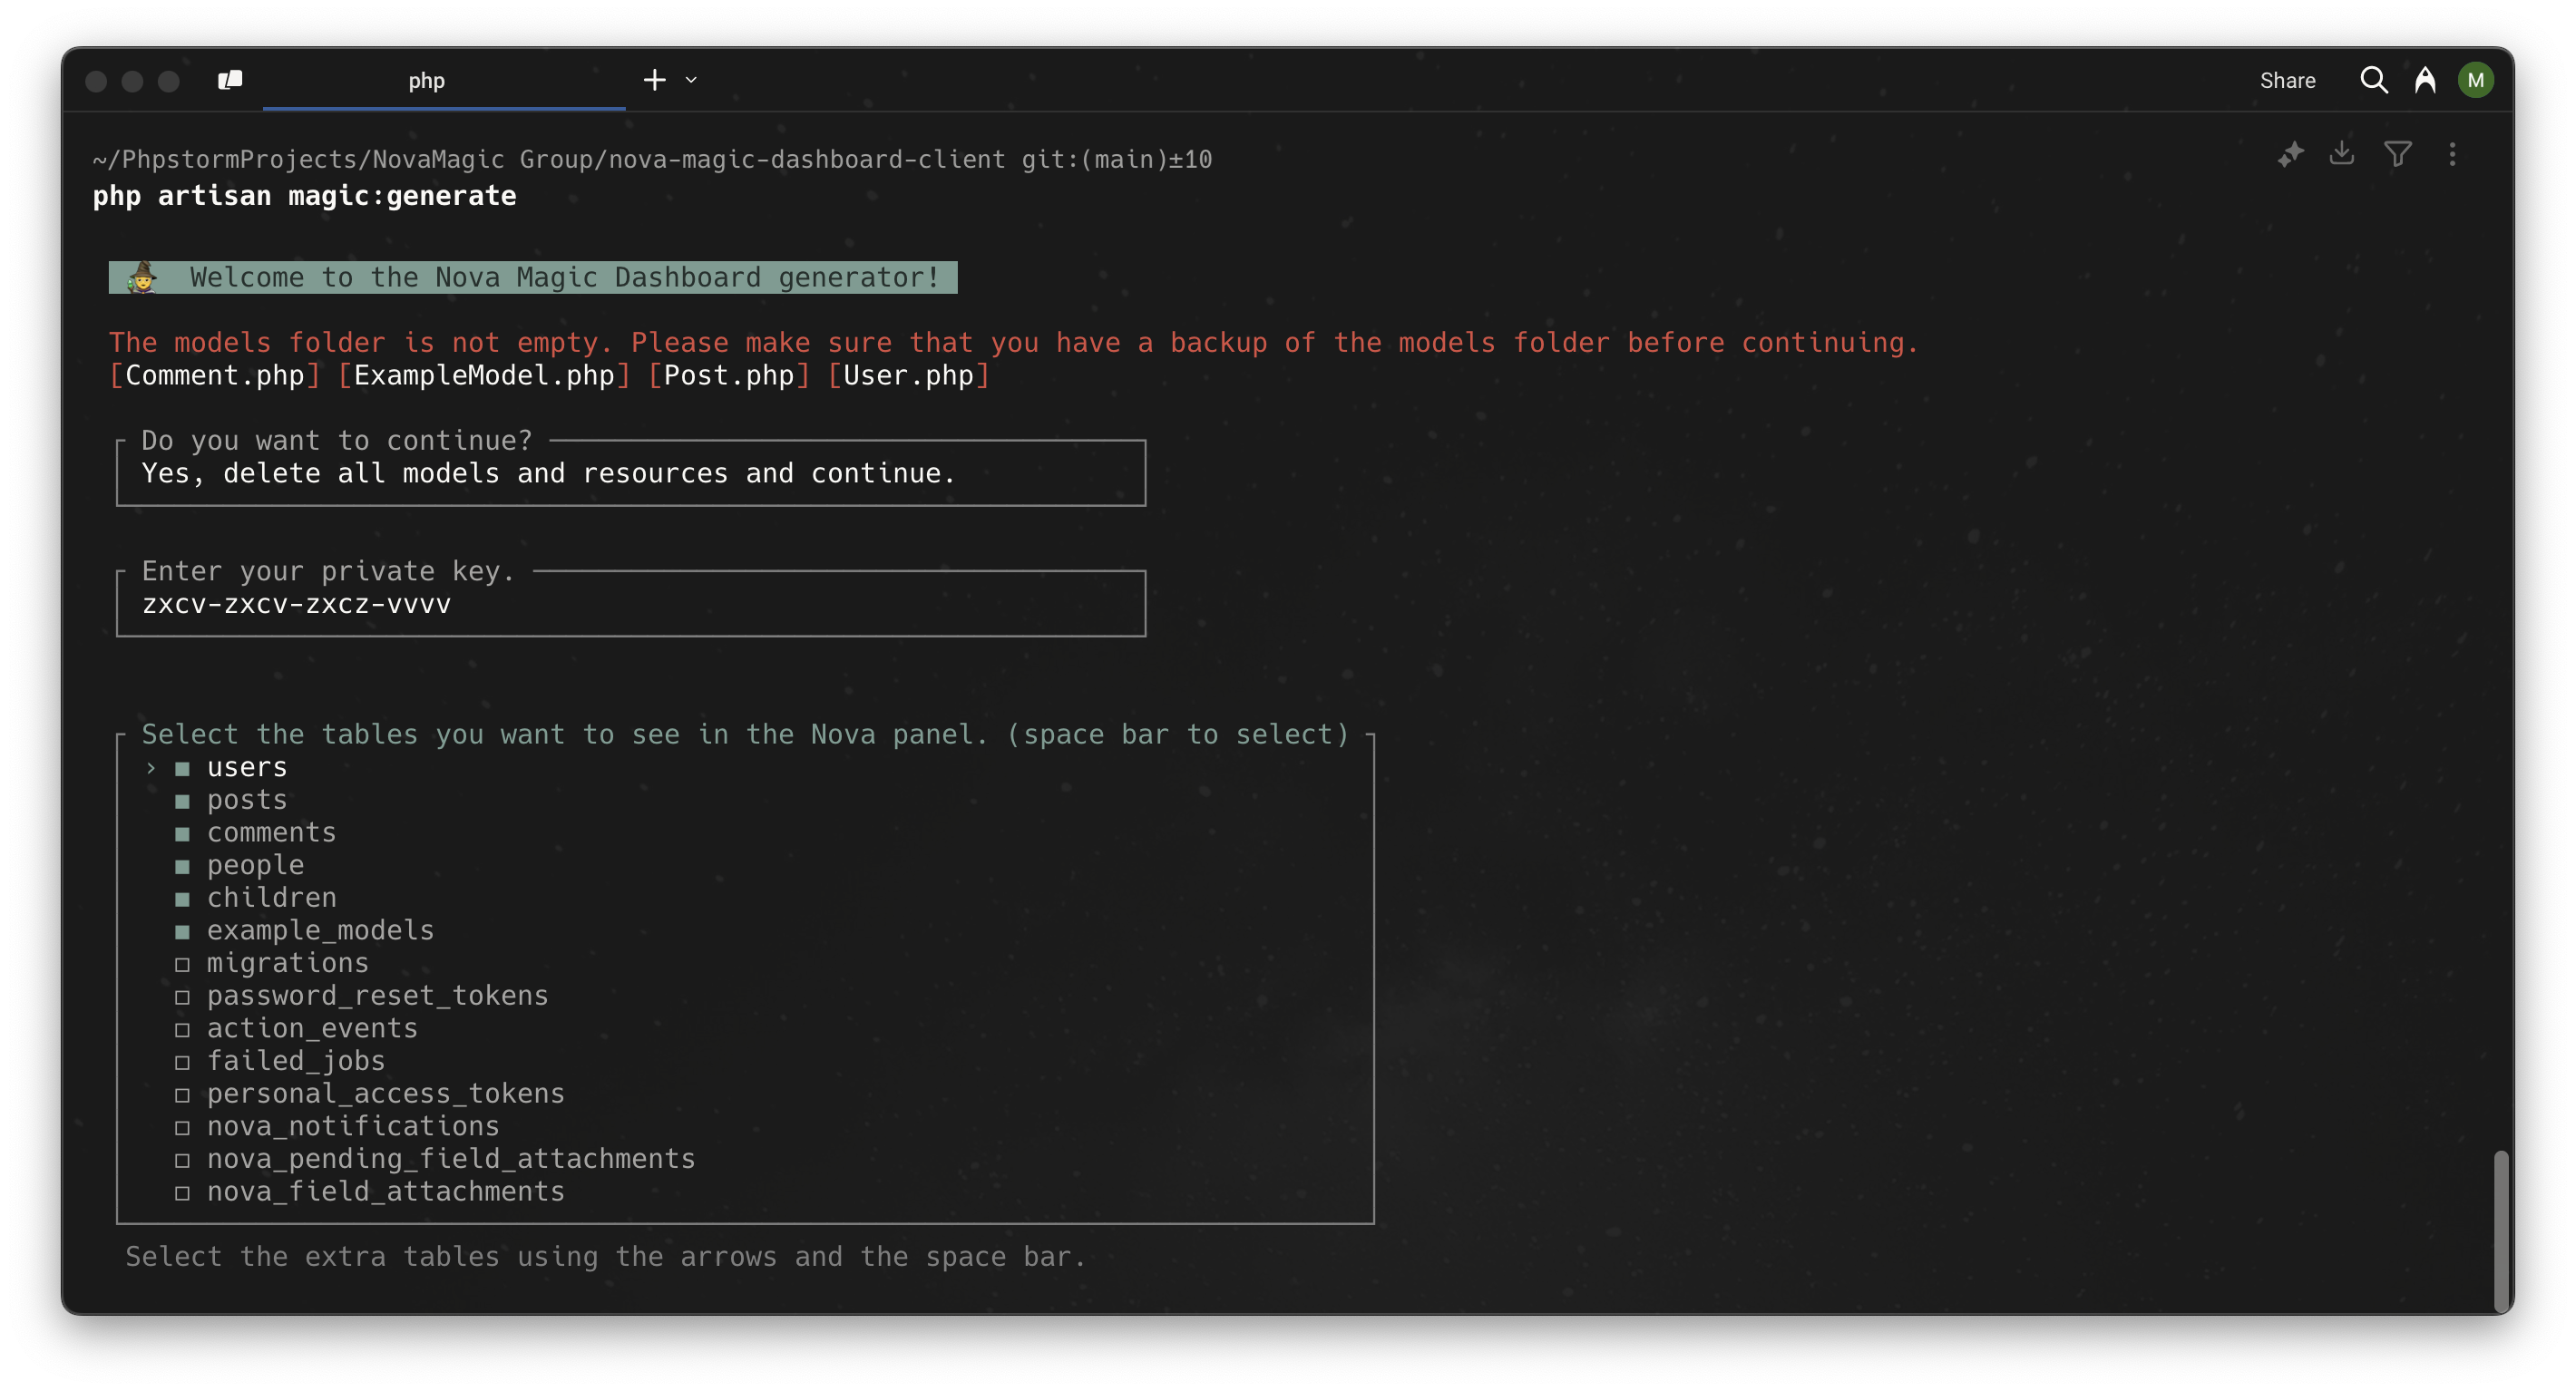 php
Share
M
~/PhpstormProjects/NovaMagic Group/nova-magic-dashboard-client git:(main)±10
php artisan magic:generate
Welcome to the Nova Magic Dashboard generator!
The models folder is not empty. Please make sure that you have a backup of the models folder before continuing.
[Comment.php] [ExampleModel.php] [Post.php] [User.php]
Do you want to continue?
Yes, delete all models and resources and continue.
Enter your private key.
zxcv-zxcv-zxcz-vvvv
Select the tables you want to see in the Nova panel. (space bar to select)
› ■ users
■ posts
■ comments
■ people
■ children
■ example_models
□ migrations
□ password_reset_tokens
□ action_events
□ failed_jobs
□ personal_access_tokens
□ nova_notifications
□ nova_pending_field_attachments
□ nova_field_attachments
Select the extra tables using the arrows and the space bar.